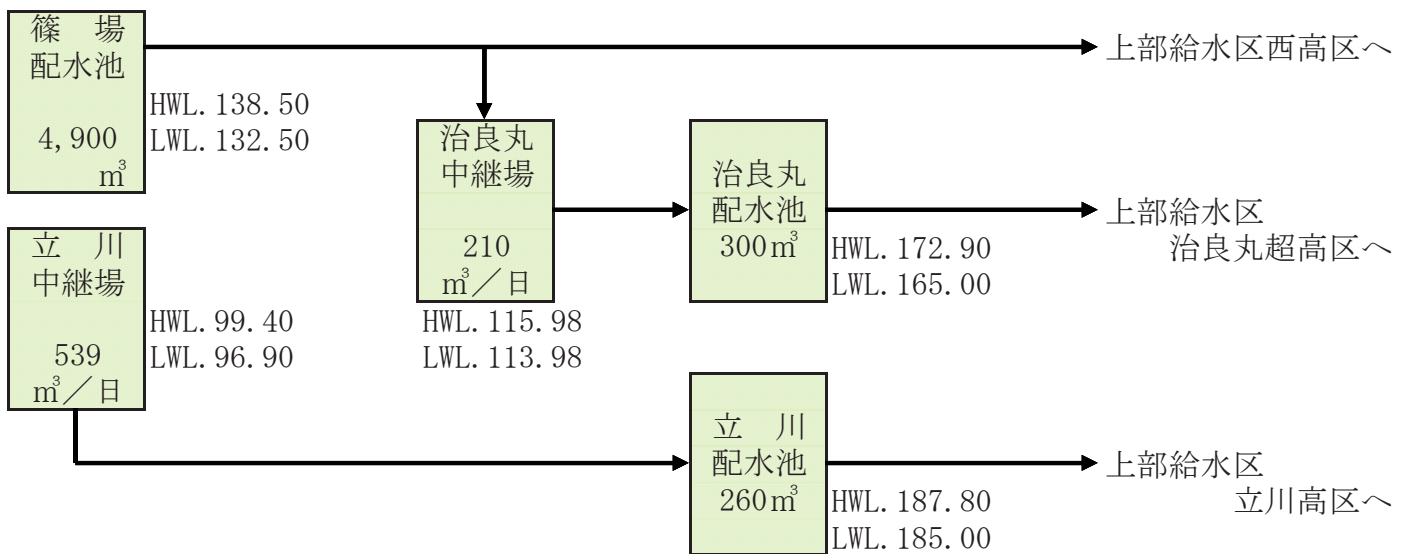 篠　場
配水池
4,900
㎥
HWL.138.50
LWL.132.50
上部給水区西高区へ
治良丸
中継場
210
㎥／日
HWL.115.98
LWL.113.98
治良丸
配水池
300㎥
HWL.172.90
LWL.165.00
上部給水区
治良丸超高区へ
立　川
中継場
539
㎥／日
HWL.99.40
LWL.96.90
立　川
配水池
260㎥
HWL.187.80
LWL.185.00
上部給水区
立川高区へ